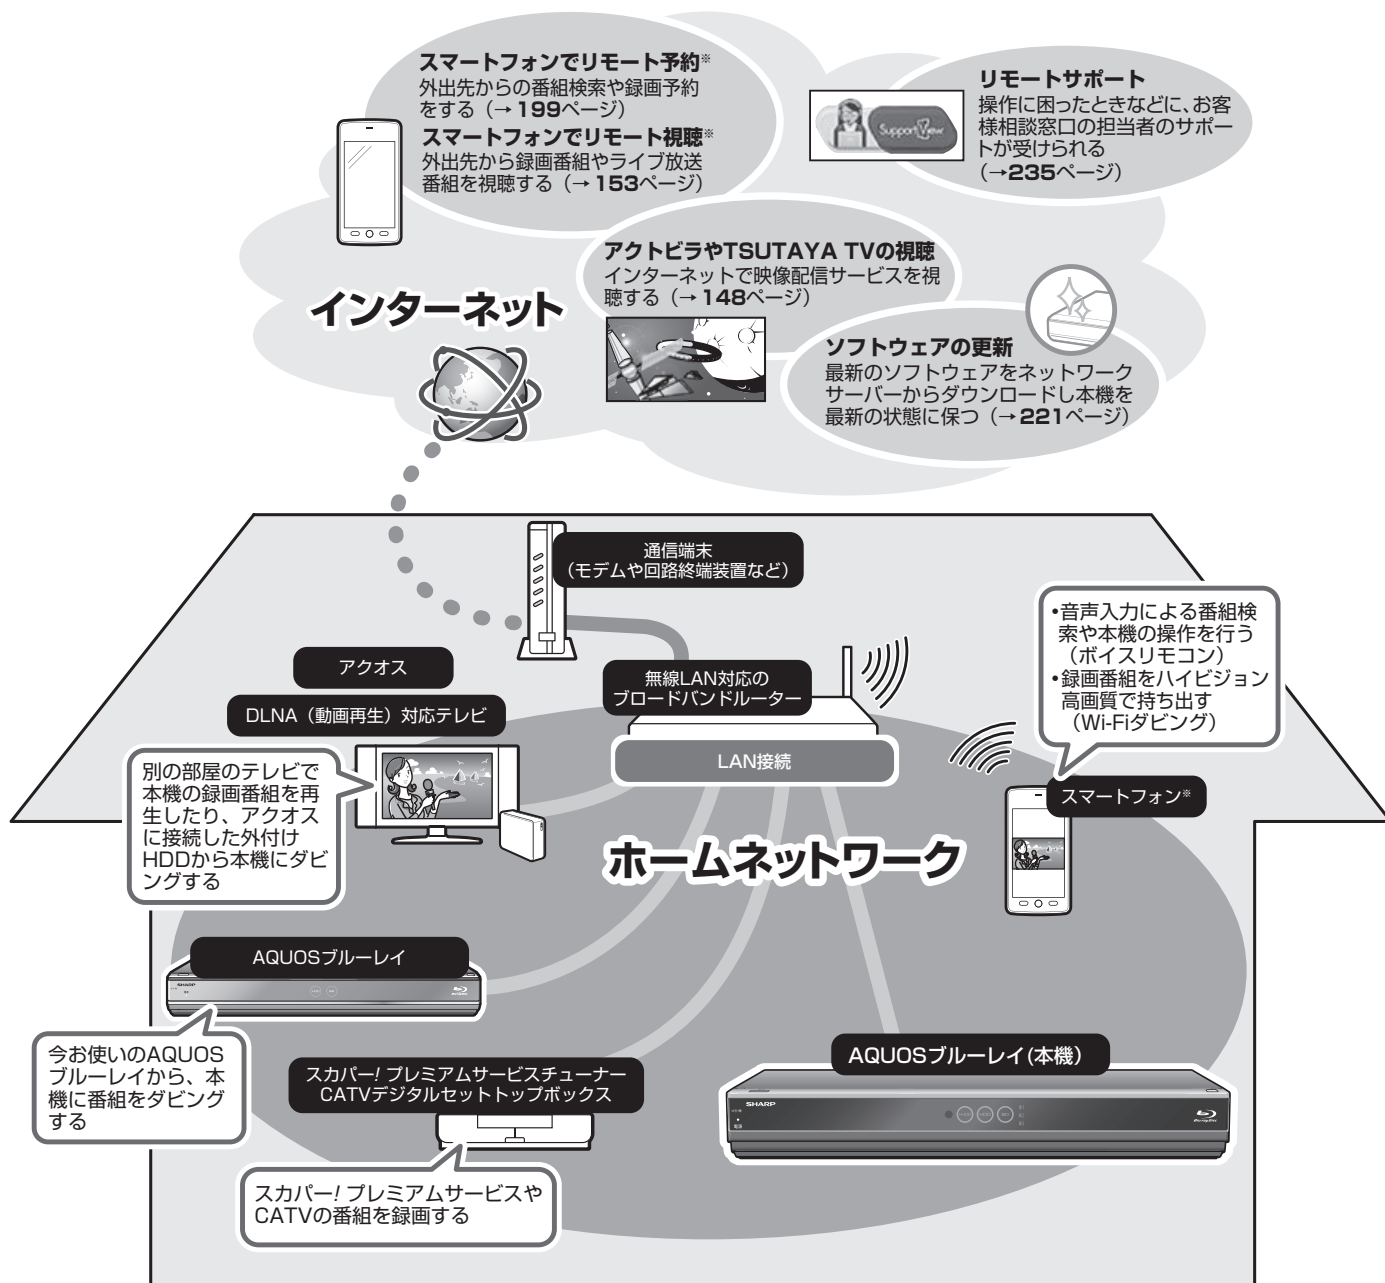 スマートフォンでリモート予約※
外出先からの番組検索や録画予約
をする（→199ページ）
スマートフォンでリモート視聴※
外出先から録画番組やライブ放送
番組を視聴する（→153ページ）
リモートサポート
操作に困ったときなどに、お客
様相談窓口の担当者のサポー
トが受けられる
（→235ページ）
SupportView
アクトビラやTSUTAYA TVの視聴
インターネットで映像配信サービスを視
聴する（→148ページ）
インターネット
ソフトウェアの更新
最新のソフトウェアをネットワーク
サーバーからダウンロードし本機を
最新の状態に保つ（→221ページ）
通信端末
（モデムや回路終端装置など）
•音声入力による番組検
索や本機の操作を行う
（ボイスリモコン）
•録画番組をハイビジョン
高画質で持ち出す
（Wi-Fiダビング）
アクオス
DLNA（動画再生）対応テレビ
無線LAN対応の
ブロードバンドルーター
LAN接続
スマートフォン※
別の部屋のテレビで
本機の録画番組を再
生したり、アクオス
に接続した外付け
HDDから本機にダビ
ングする
ホームネットワーク
AQUOSブルーレイ
SHARP
今お使いのAQUOS
ブルーレイから、本
機に番組をダビング
する
スカパー! プレミアムサービスチューナー
CATVデジタルセットトップボックス
スカパー! プレミアムサービスや
CATVの番組を録画する
AQUOSブルーレイ(本機）
SHARP